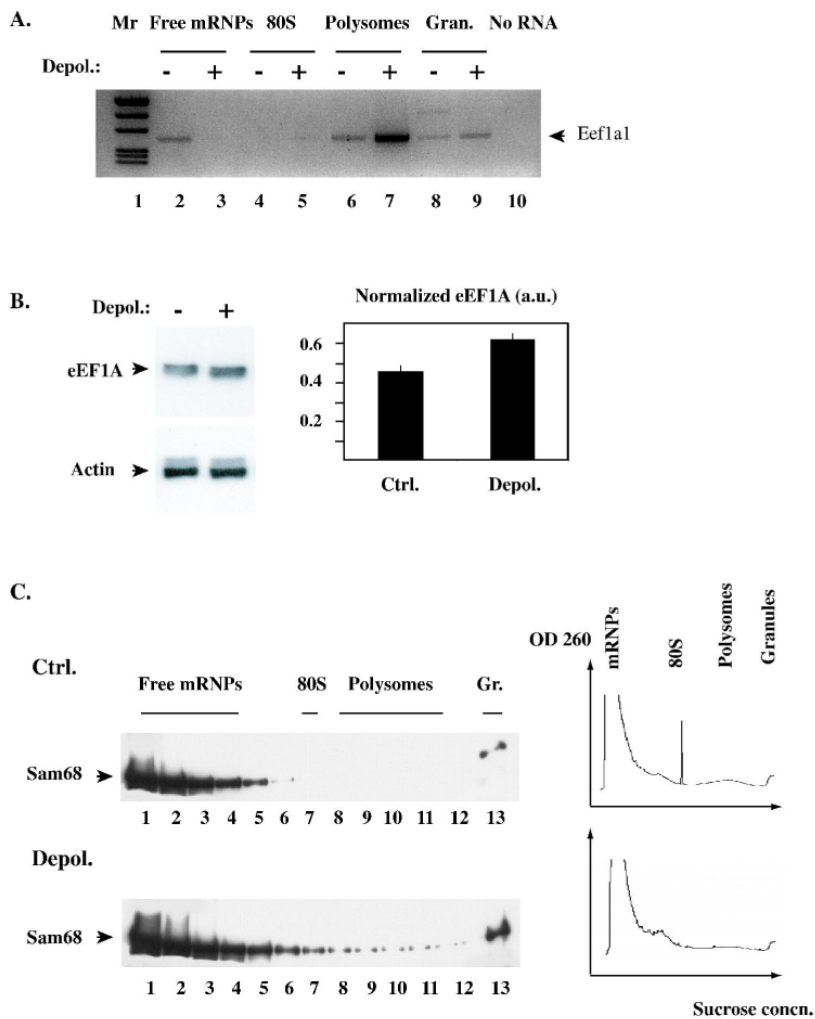 A.
Mr Free mRNPs 80S Polysomes Gran. No RNA
Depol.: - + - + - + - +
Eef1a1
1 2 3 4 5 6 7 8 9 10
B.
Depol.: - +
eEF1A
Actin
Normalized eEF1A (a.u.)
0.6
0.4
0.2
Ctrl. Depol.
C.
Ctrl.
Free mRNPs 80S Polysomes Gr.
Sam68
1 2 3 4 5 6 7 8 9 10 11 12 13
Depol.
Sam68
1 2 3 4 5 6 7 8 9 10 11 12 13
OD 260
mRNPs
80S
Polysomes
Granules
Sucrose concn.